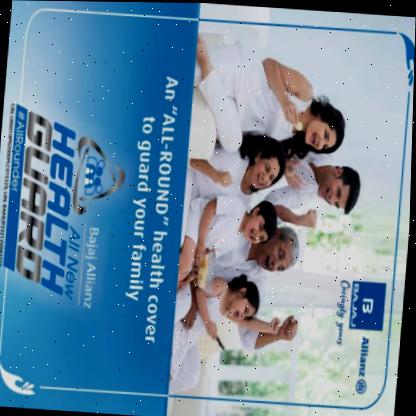 BAJAJ Allianz
Caringly yours
An "ALL-ROUND" health cover
to guard your family
Bajaj Allianz
All New
HEALTH
GUARD
#AllRounder